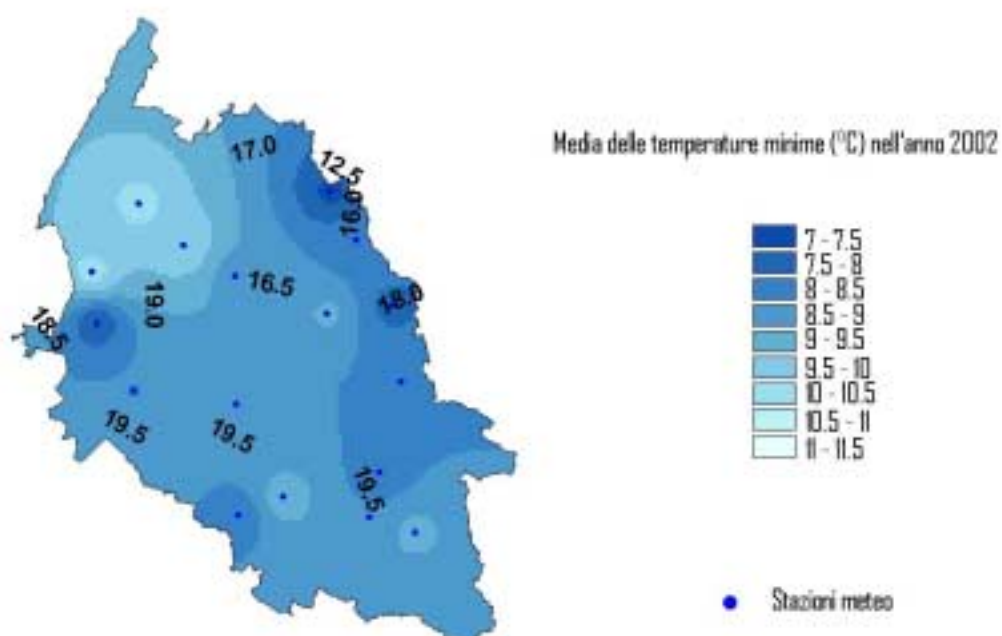 17.0
12.5
16.0
Media delle temperature minime (°C) nell'anno 2002
7 - 7.5
7.5 - 8
8 - 8.5
8.5 - 9
9 - 9.5
9.5 - 10
10 - 10.5
10.5 - 11
11 - 11.5
16.5
18.0
19.0
18.5
19.5
19.5
19.5
Stazioni meteo